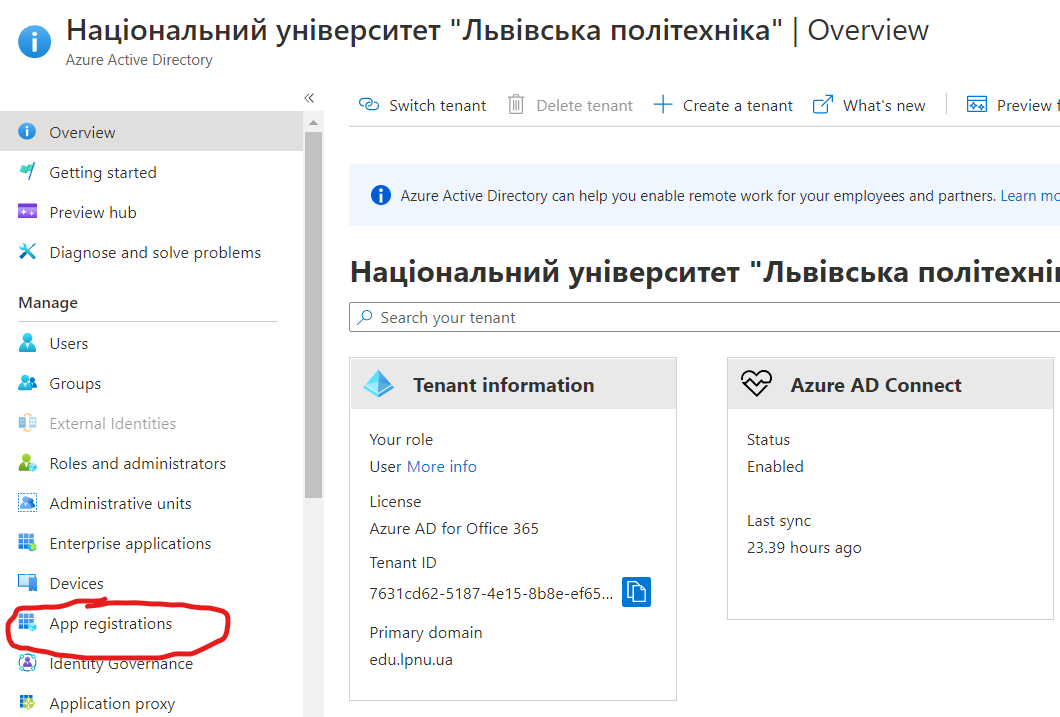 Національний університет "Львівська політехніка" | Overview
Azure Active Directory
«
Switch tenant
Delete tenant
Create a tenant
What's new
Preview f
Overview
Getting started
Preview hub
Diagnose and solve problems
Manage
Users
Groups
External Identities
Roles and administrators
Administrative units
Enterprise applications
Devices
App registrations
Identity Governance
Application proxy
Azure Active Directory can help you enable remote work for your employees and partners. Learn mo
Національний університет "Львівська політехнік
Search your tenant
Tenant information
Your role
User More info
License
Azure AD for Office 365
Tenant ID
7631cd62-5187-4e15-8b8e-ef65...
Primary domain
edu.lpnu.ua
Azure AD Connect
Status
Enabled
Last sync
23.39 hours ago